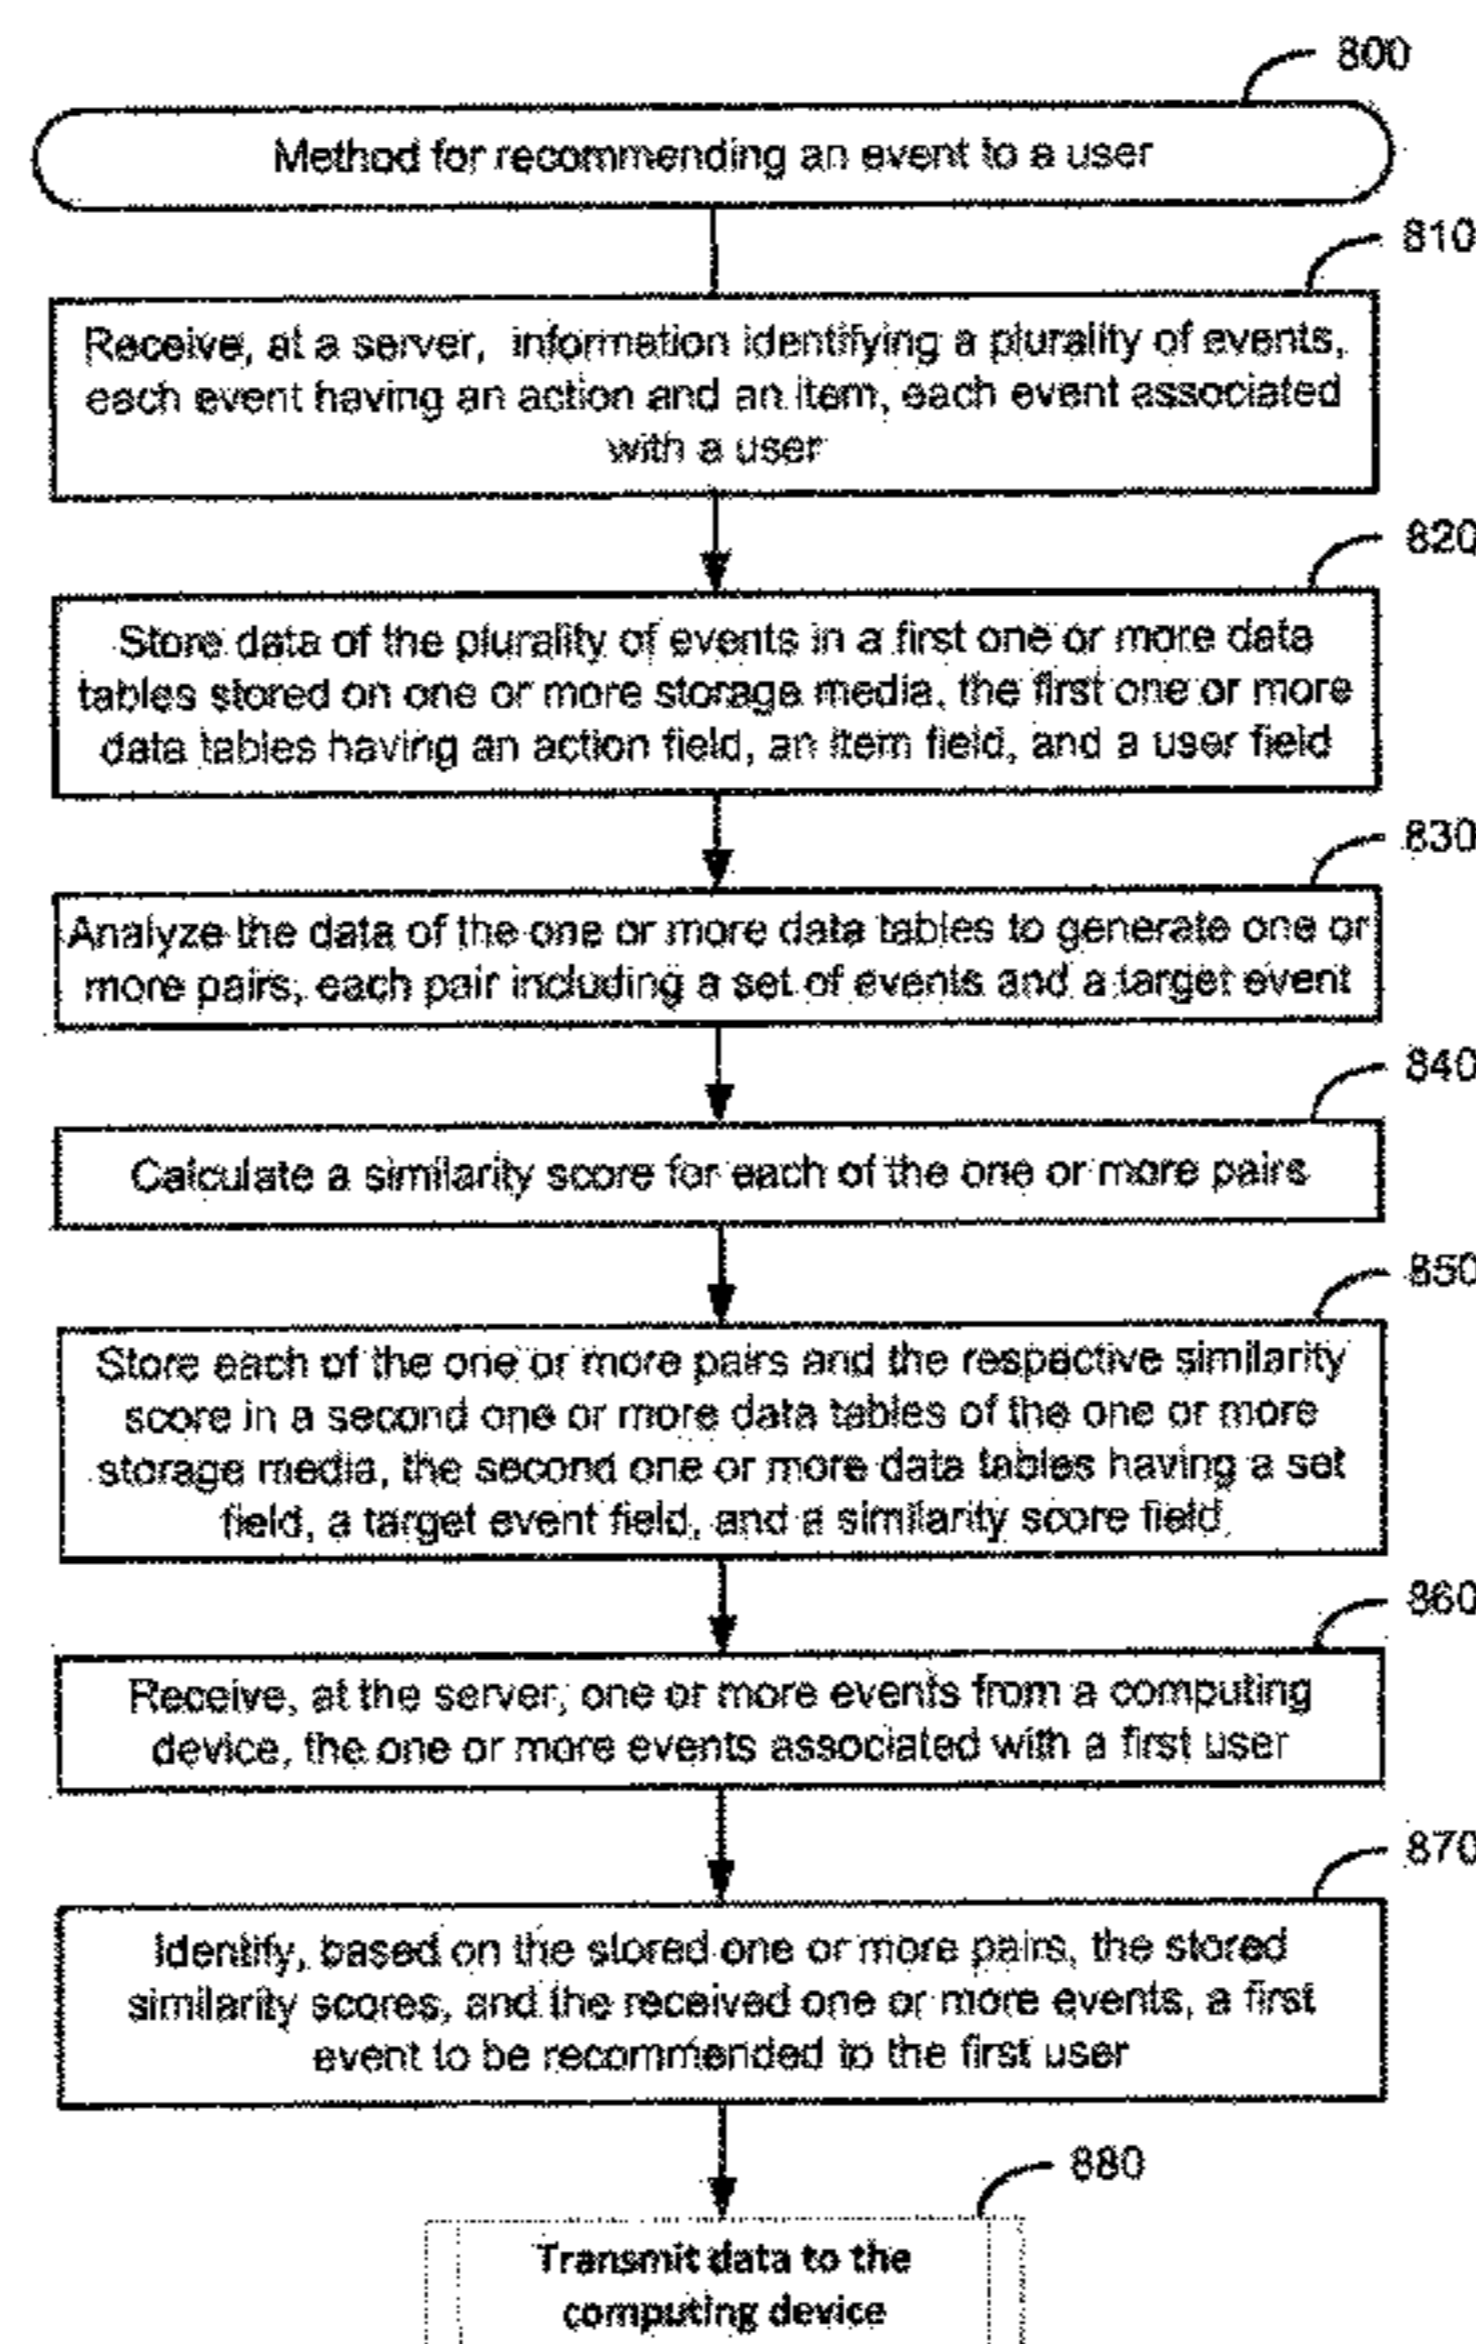 800
Method for recommending an event to a user
810
Receive, at a server, information identifying a plurality of events,
each event having an action and an item, each event associated
with a user
820
Store data of the plurality of events in a first one or more data
tables stored on one or more storage media, the first one or more
data tables having an action field, an item field, and a user field
830
Analyze the data of the one or more data tables to generate one or
more pairs, each pair including a set of events and a target event
840
Calculate a similarity score for each of the one or more pairs
850
Store each of the one or more pairs and the respective similarity
score in a second one or more data tables of the one or more
storage media, the second one or more data tables having a set
field, a target event field, and a similarity score field
860
Receive, at the server, one or more events from a computing
device, the one or more events associated with a first user
870
Identify, based on the stored one or more pairs, the stored
similarity scores, and the received one or more events, a first
event to be recommended to the first user
880
Transmit data to the
computing device